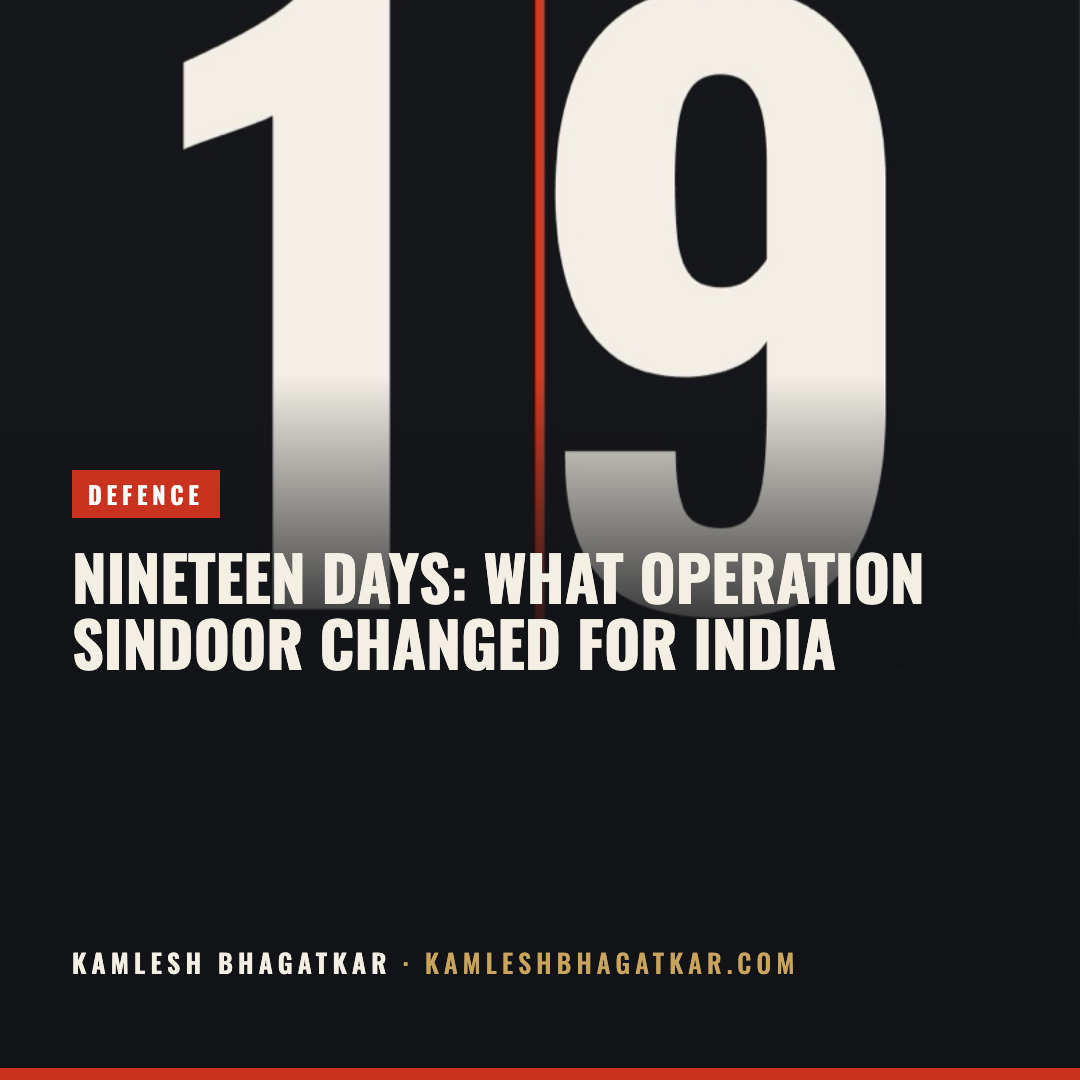 19
DEFENCE
NINETEEN DAYS: WHAT OPERATION
SINDOOR CHANGED FOR INDIA
KAMLESH BHAGATKAR · KAMLESHBHAGATKAR.COM